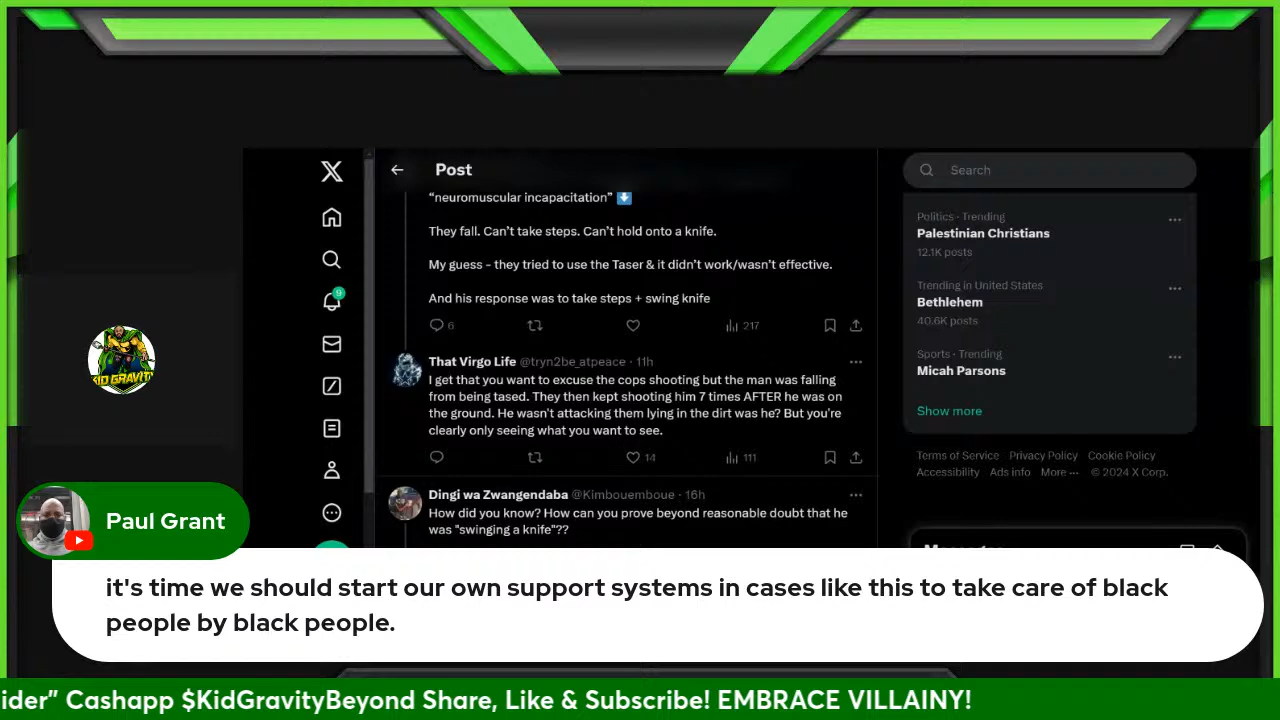 Post
Search
"neuromuscular incapacitation" ⬇️
They fall. Can't take steps. Can't hold onto a knife.
My guess - they tried to use the Taser & it didn't work/wasn't effective.
And his response was to take steps + swing knife
6
217
That Virgo Life @tryn2be_atpeace · 11h
I get that you want to excuse the cops shooting but the man was falling
from being tased. They then kept shooting him 7 times AFTER he was on
the ground. He wasn't attacking them lying in the dirt was he? But you're
clearly only seeing what you want to see.
14
111
Dingi wa Zwangendaba @Kimbouemboue · 16h
How did you know? How can you prove beyond reasonable doubt that he
was "swinging a knife"??
Politics · Trending
Palestinian Christians
12.1K posts
Trending in United States
Bethlehem
40.6K posts
Sports · Trending
Micah Parsons
Show more
Terms of Service Privacy Policy Cookie Policy
Accessibility Ads info More ··· © 2024 X Corp.
9
KID GRAVITY
Paul Grant
it's time we should start our own support systems in cases like this to take care of black
people by black people.
ider" Cashapp $KidGravityBeyond Share, Like & Subscribe! EMBRACE VILLAINY!